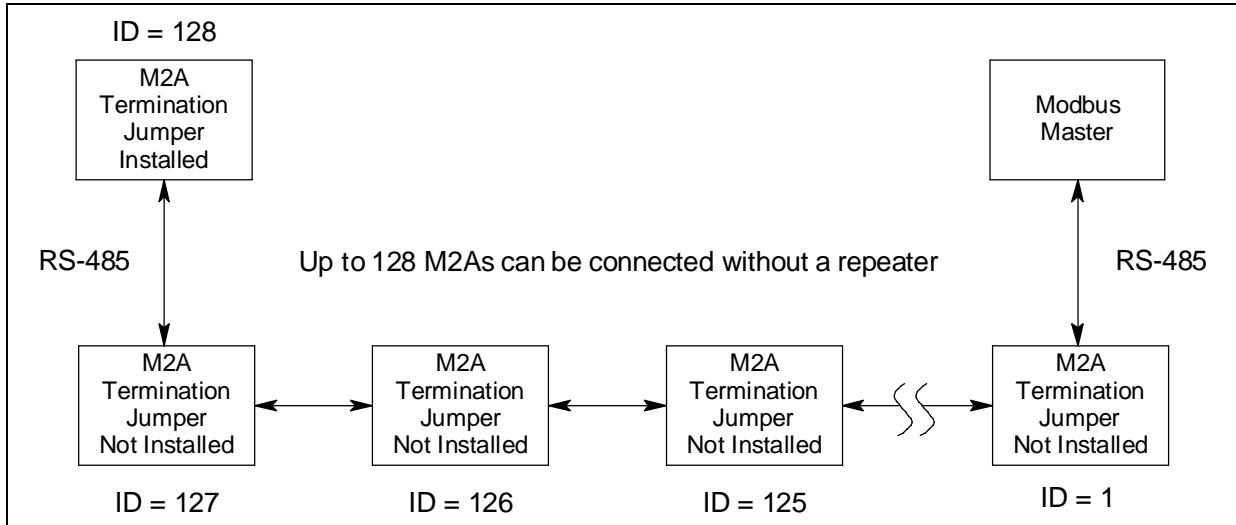 ID = 128
M2A
Termination
Jumper
Installed
Modbus
Master
RS-485
Up to 128 M2As can be connected without a repeater
RS-485
M2A
Termination
Jumper
Not Installed
M2A
Termination
Jumper
Not Installed
M2A
Termination
Jumper
Not Installed
M2A
Termination
Jumper
Not Installed
ID = 127
ID = 126
ID = 125
ID = 1